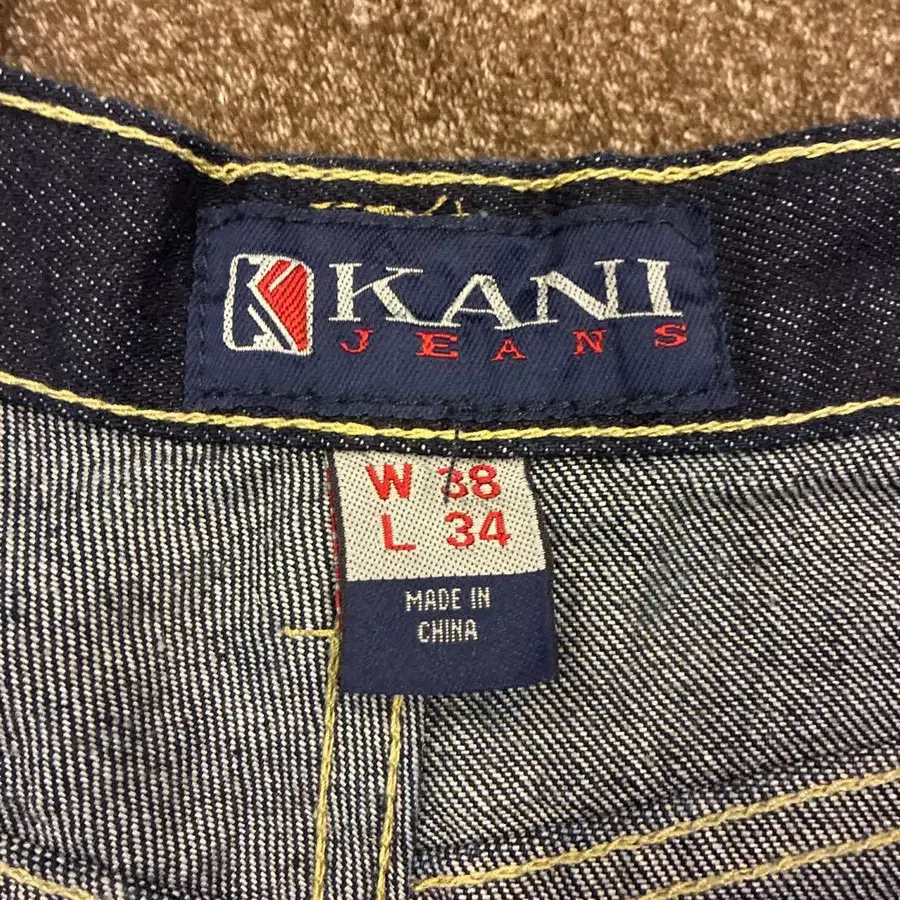 K KANI
JEANS
W 38
L 34
MADE IN
CHINA